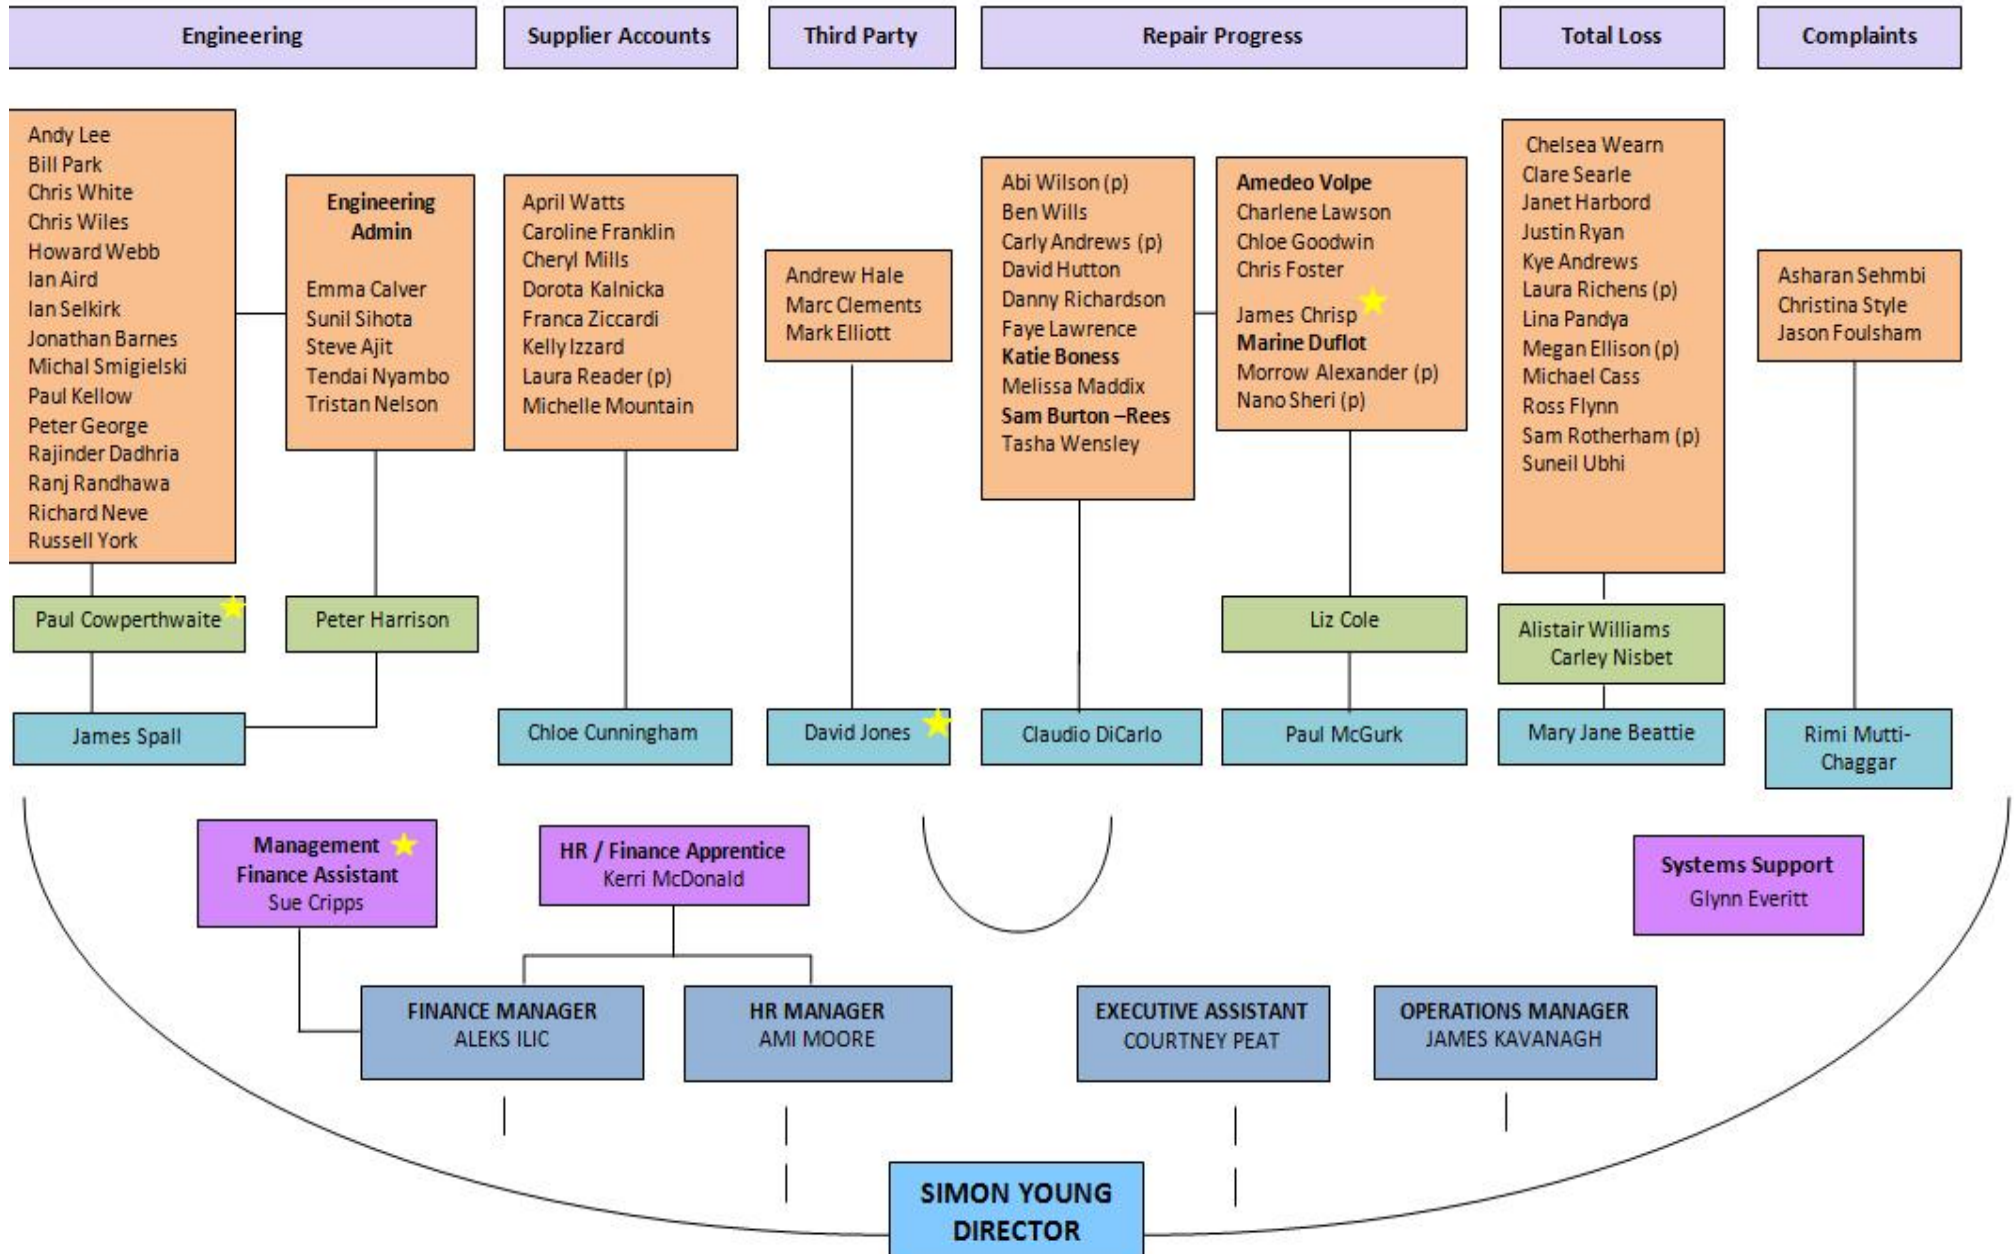 Engineering
Supplier Accounts
Third Party
Repair Progress
Total Loss
Complaints
Andy Lee
Bill Park
Chris White
Chris Wiles
Howard Webb
Ian Aird
Ian Selkirk
Jonathan Barnes
Michal Smigielski
Paul Kellow
Peter George
Rajinder Dadhria
Ranj Randhawa
Richard Neve
Russell York
Engineering
Admin
Emma Calver
Sunil Sihota
Steve Ajit
Tendai Nyambo
Tristan Nelson
April Watts
Caroline Franklin
Cheryl Mills
Dorota Kalnicka
Franca Ziccardi
Kelly Izzard
Laura Reader (p)
Michelle Mountain
Andrew Hale
Marc Clements
Mark Elliott
Abi Wilson (p)
Ben Wills
Carly Andrews (p)
David Hutton
Danny Richardson
Faye Lawrence
Katie Boness
Melissa Maddix
Sam Burton –Rees
Tasha Wensley
Amedeo Volpe
Charlene Lawson
Chloe Goodwin
Chris Foster
James Chrisp
Marine Duflot
Morrow Alexander (p)
Nano Sheri (p)
Chelsea Wearn
Clare Searle
Janet Harbord
Justin Ryan
Kye Andrews
Laura Richens (p)
Lina Pandya
Megan Ellison (p)
Michael Cass
Ross Flynn
Sam Rotherham (p)
Suneil Ubhi
Asharan Sehmbi
Christina Style
Jason Foulsham
Paul Cowperthwaite
Peter Harrison
Liz Cole
Alistair Williams
Carley Nisbet
James Spall
Chloe Cunningham
David Jones
Claudio DiCarlo
Paul McGurk
Mary Jane Beattie
Rimi Mutti-
Chaggar
Management
Finance Assistant
Sue Cripps
HR / Finance Apprentice
Kerri McDonald
Systems Support
Glynn Everitt
FINANCE MANAGER
ALEKS ILIC
HR MANAGER
AMI MOORE
EXECUTIVE ASSISTANT
COURTNEY PEAT
OPERATIONS MANAGER
JAMES KAVANAGH
SIMON YOUNG
DIRECTOR